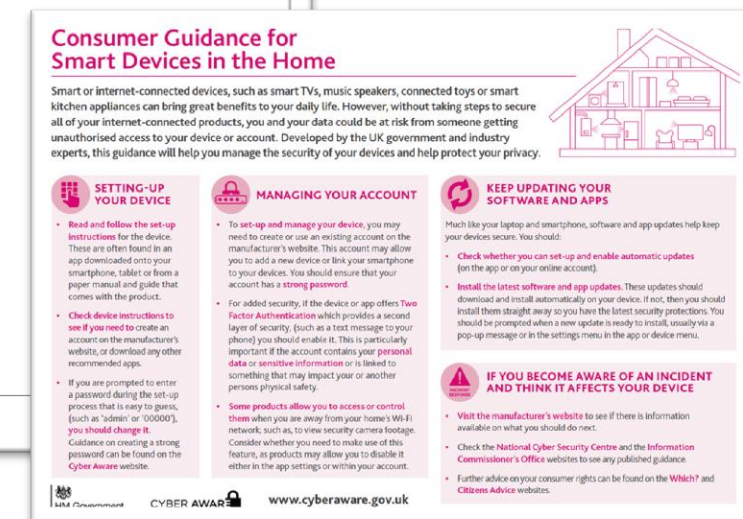 Consumer Guidance for
Smart Devices in the Home
Smart or internet-connected devices, such as smart TVs, music speakers, connected toys or smart
kitchen appliances can bring great benefits to your daily life. However, without taking steps to secure
all of your internet-connected products, you and your data could be at risk from someone getting
unauthorised access to your device or account. Developed by the UK government and industry
experts, this guidance will help you manage the security of your devices and help protect your privacy.
SETTING-UP
YOUR DEVICE
• Read and follow the set-up
instructions for the device.
These are often found in an
app downloaded onto your
smartphone, tablet or from a
paper manual and guide that
comes with the product.
• Check device instructions to
see if you need to create an
account on the manufacturer's
website, or download any other
recommended apps.
• If you are prompted to enter
a password during the set-up
process that is easy to guess,
(such as 'admin' or '00000'),
you should change it.
Guidance on creating a strong
password can be found on the
Cyber Aware website.
MANAGING YOUR ACCOUNT
• To set-up and manage your device, you may
need to create or use an existing account on the
manufacturer's website. This account may allow
you to add a new device or link your smartphone
to your devices. You should ensure that your
account has a strong password.
• For added security, if the device or app offers Two
Factor Authentication which provides a second
layer of security, (such as a text message to your
phone) you should enable it. This is particularly
important if the account contains your personal
data or sensitive information or is linked to
something that may impact your or another
persons physical safety.
• Some products allow you to access or control
them when you are away from your home's Wi-Fi
network; such as, to view security camera footage.
Consider whether you need to make use of this
feature, as products may allow you to disable it
either in the app settings or within your account.
KEEP UPDATING YOUR
SOFTWARE AND APPS
Much like your laptop and smartphone, software and app updates help keep
your devices secure. You should:
• Check whether you can set-up and enable automatic updates
(on the app or on your online account).
• Install the latest software and app updates. These updates should
download and install automatically on your device. If not, then you should
install them straight away so you have the latest security protections. You
should be prompted when a new update is ready to install, usually via a
pop-up message or in the settings menu in the app or device menu.
INCIDENT
RESPONSE
IF YOU BECOME AWARE OF AN INCIDENT
AND THINK IT AFFECTS YOUR DEVICE
• Visit the manufacturer's website to see if there is information
available on what you should do next.
• Check the National Cyber Security Centre and the Information
Commissioner's Office websites to see any published guidance.
• Further advice on your consumer rights can be found on the Which? and
Citizens Advice websites.
HM Government
CYBER AWARE
www.cyberaware.gov.uk